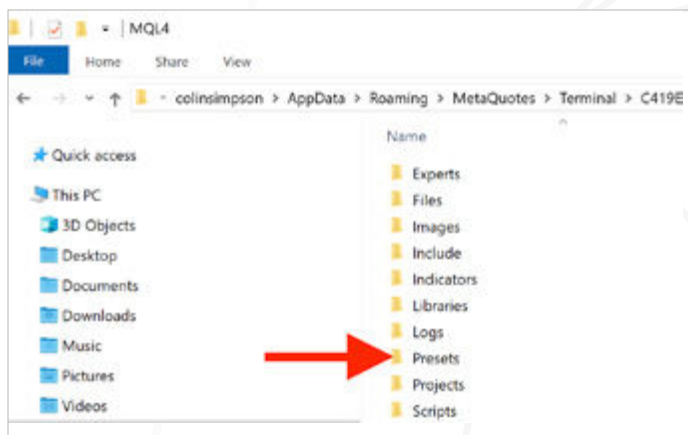 MQL4
File Home Share View
colinsimpson > AppData > Roaming > MetaQuotes > Terminal > C419E
Name
Quick access
This PC
3D Objects
Desktop
Documents
Downloads
Music
Pictures
Videos
Experts
Files
Images
Include
Indicators
Libraries
Logs
Presets
Projects
Scripts